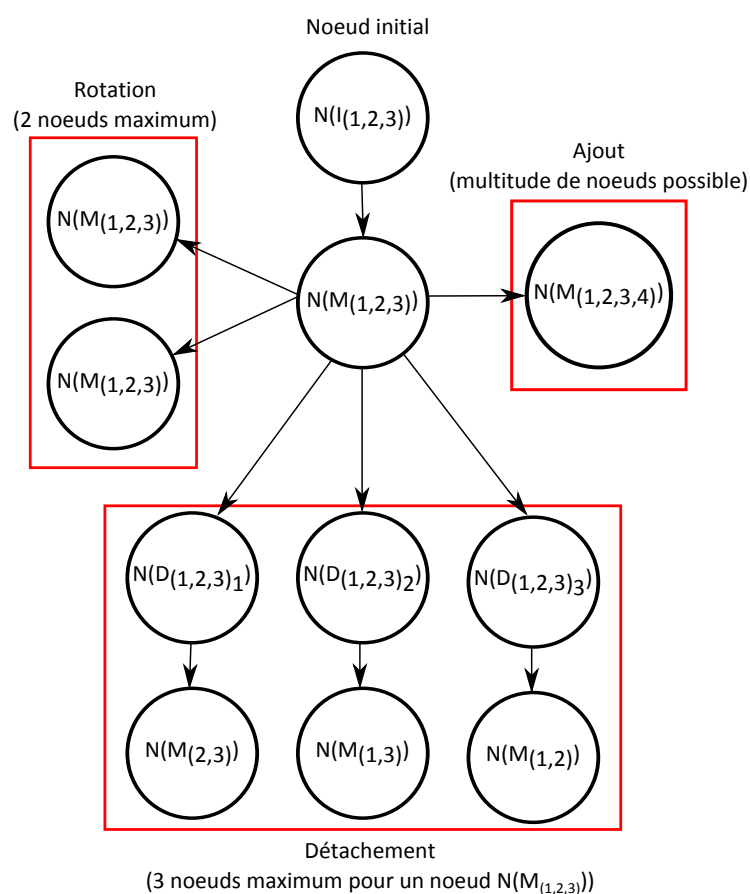 Noeud initial
N(I(1,2,3))
Rotation
(2 noeuds maximum)
N(M(1,2,3))
N(M(1,2,3))
N(M(1,2,3))
Ajout
(multitude de noeuds possible)
N(M(1,2,3,4))
N(D(1,2,3)1)
N(D(1,2,3)2)
N(D(1,2,3)3)
N(M(2,3))
N(M(1,3))
N(M(1,2))
Détachement
(3 noeuds maximum pour un noeud N(M(1,2,3)))